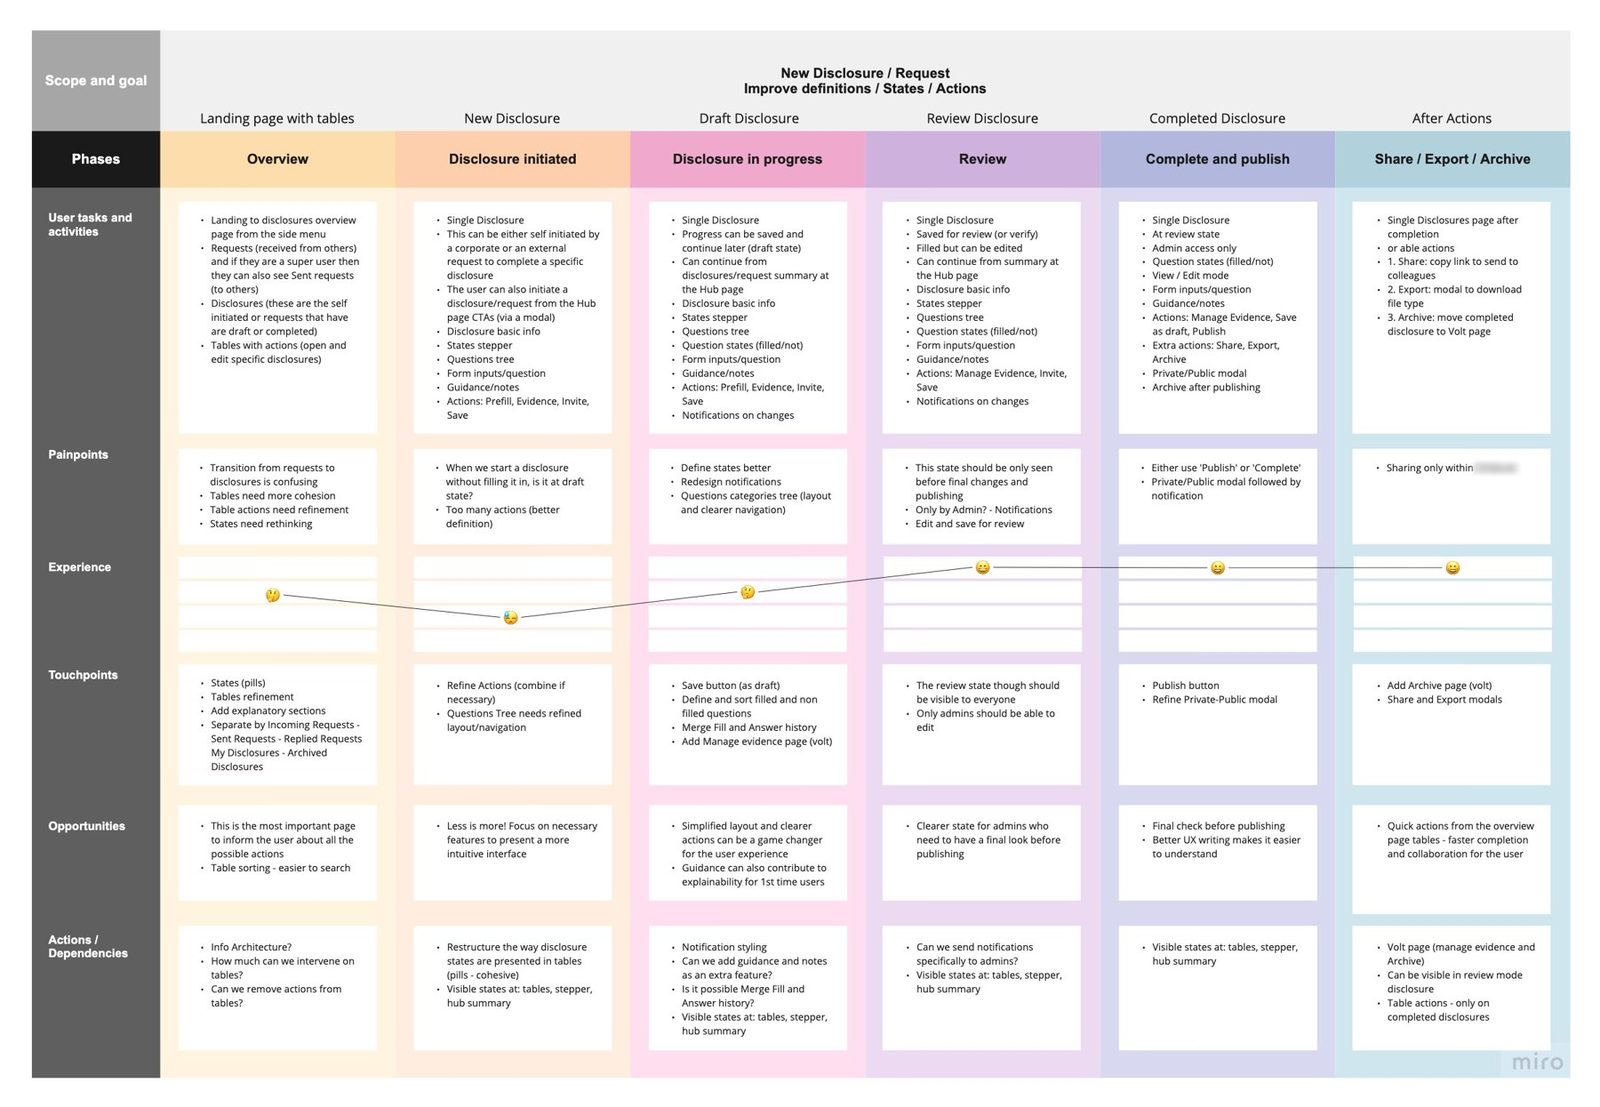 Scope and goal
New Disclosure / Request
Improve definitions / States / Actions
Landing page with tables
New Disclosure
Draft Disclosure
Review Disclosure
Completed Disclosure
After Actions
Phases
Overview
Disclosure initiated
Disclosure in progress
Review
Complete and publish
Share / Export / Archive
User tasks and
activities
• Landing to disclosures overview
page from the side menu
• Requests (received from others)
and if they are a super user then
they can also see Sent requests
(to others)
• Disclosures (these are the self
initiated or requests that have
are draft or completed)
• Tables with actions (open and
edit specific disclosures)
• Single Disclosure
• This can be either self initiated by
a corporate or an external
request to complete a specific
disclosure
• The user can also initiate a
disclosure/request from the Hub
page CTAs (via a modal)
• Disclosure basic info
• States stepper
• Questions tree
• Form inputs/question
• Guidance/notes
• Actions: Prefill, Evidence, Invite,
Save
• Single Disclosure
• Progress can be saved and
continue later (draft state)
• Can continue from
disclosures/request summary at
the Hub page
• Disclosure basic info
• States stepper
• Questions tree
• Question states (filled/not)
• Form inputs/question
• Guidance/notes
• Actions: Prefill, Evidence, Invite,
Save
• Notifications on changes
• Single Disclosure
• Saved for review (or verify)
• Filled but can be edited
• Can continue from summary at
the Hub page
• Disclosure basic info
• States stepper
• Questions tree
• Question states (filled/not)
• Form inputs/question
• Guidance/notes
• Actions: Manage Evidence, Invite,
Save
• Notifications on changes
• Single Disclosure
• At review state
• Admin access only
• Question states (filled/not)
• View / Edit mode
• Form inputs/question
• Guidance/notes
• Actions: Manage Evidence, Save
as draft, Publish
• Extra actions: Share, Export,
Archive
• Private/Public modal
• Archive after publishing
• Single Disclosures page after
completion
• or able actions
• 1. Share: copy link to send to
colleagues
• 2. Export: modal to download
file type
• 3. Archive: move completed
disclosure to Volt page
Painpoints
• Transition from requests to
disclosures is confusing
• Tables need more cohesion
• Table actions need refinement
• States need rethinking
• When we start a disclosure
without filling it in, is it at draft
state?
• Too many actions (better
definition)
• Define states better
• Redesign notifications
• Questions categories tree (layout
and clearer navigation)
• This state should be only seen
before final changes and
publishing
• Only by Admin? - Notifications
• Edit and save for review
• Either use 'Publish' or 'Complete'
• Private/Public modal followed by
notification
• Sharing only within
Experience
Touchpoints
• States (pills)
• Tables refinement
• Add explanatory sections
• Separate by Incoming Requests -
Sent Requests - Replied Requests
My Disclosures - Archived
Disclosures
• Refine Actions (combine if
necessary)
• Questions Tree needs refined
layout/navigation
• Save button (as draft)
• Define and sort filled and non
filled questions
• Merge Fill and Answer history
• Add Manage evidence page (volt)
• The review state though should
be visible to everyone
• Only admins should be able to
edit
• Publish button
• Refine Private-Public modal
• Add Archive page (volt)
• Share and Export modals
Opportunities
• This is the most important page
to inform the user about all the
possible actions
• Table sorting - easier to search
• Less is more! Focus on necessary
features to present a more
intuitive interface
• Simplified layout and clearer
actions can be a game changer
for the user experience
• Guidance can also contribute to
explainability for 1st time users
• Clearer state for admins who
need to have a final look before
publishing
• Final check before publishing
• Better UX writing makes it easier
to understand
• Quick actions from the overview
page tables - faster completion
and collaboration for the user
Actions /
Dependencies
• Info Architecture?
• How much can we intervene on
tables?
• Can we remove actions from
tables?
• Restructure the way disclosure
states are presented in tables
(pills - cohesive)
• Visible states at: tables, stepper,
hub summary
• Notification styling
• Can we add guidance and notes
as an extra feature?
• Is it possible Merge Fill and
Answer history?
• Visible states at: tables, stepper,
hub summary
• Can we send notifications
specifically to admins?
• Visible states at: tables, stepper,
hub summary
• Visible states at: tables, stepper,
hub summary
• Volt page (manage evidence and
Archive)
• Can be visible in review mode
disclosure
• Table actions - only on
completed disclosures
miro